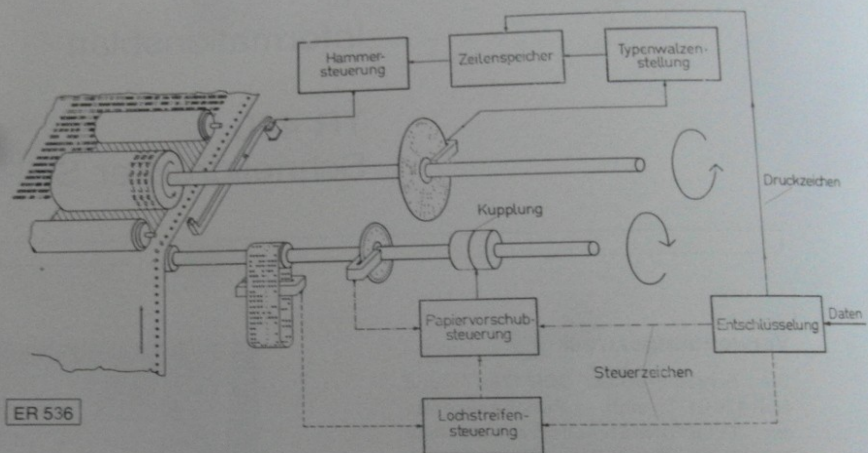 Hammer-
steuerung
Zeilenspeicher
Typenwalzen-
stellung
Druckzeichen
Kupplung
Papiervorschub-
steuerung
Entschlüsselung
Daten
Steuerzeichen
Lochstreifen-
steuerung
ER 536